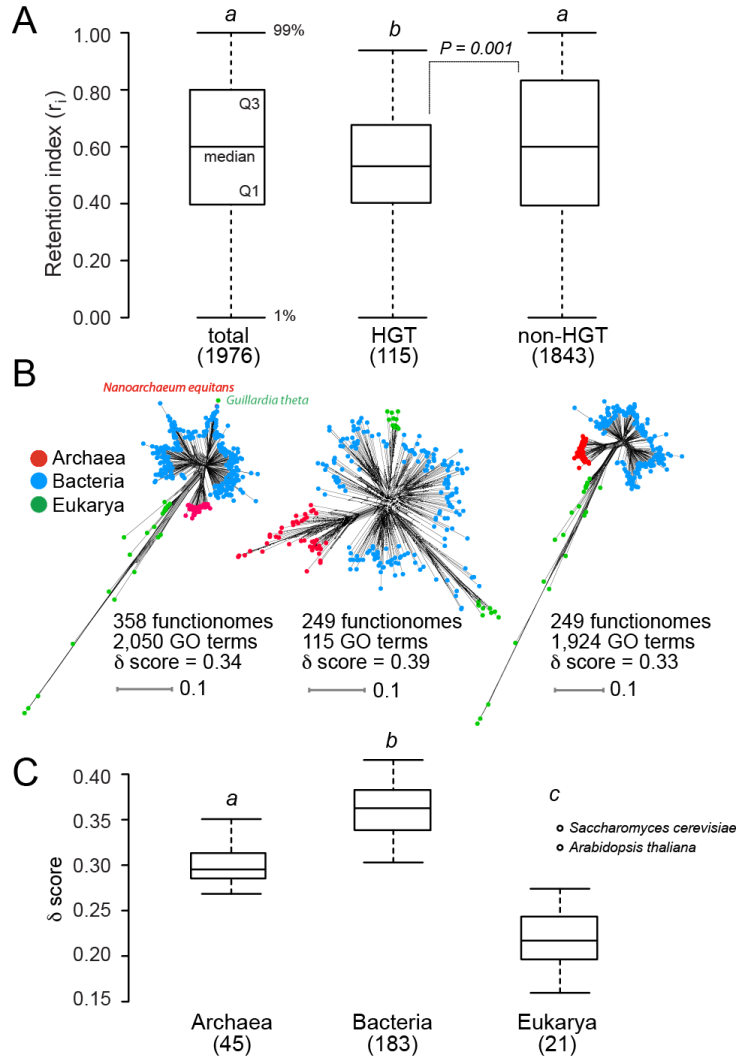 A
a
b
a
1.00
99%
P = 0.001
0.80
Q3
0.60
median
0.40
Q1
0.20
0.00
1%
Retention index (ri)
total
(1976)
HGT
(115)
non-HGT
(1843)
B
Nanoarchaeum equitans
Guillardia theta
Archaea
Bacteria
Eukarya
358 functionomes
2,050 GO terms
δ score = 0.34
0.1
249 functionomes
115 GO terms
δ score = 0.39
0.1
249 functionomes
1,924 GO terms
δ score = 0.33
0.1
C
a
b
c
0.40
0.35
0.30
0.25
0.20
0.15
δ score
Saccharomyces cerevisiae
Arabidopsis thaliana
Archaea
(45)
Bacteria
(183)
Eukarya
(21)